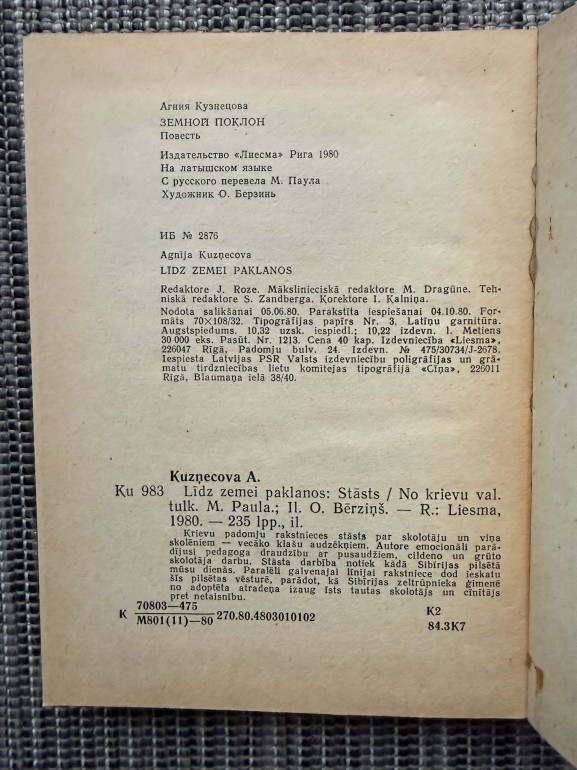 Агния Кузнецова
ЗЕМНОЙ ПОКЛОН
Повесть
Издательство «Лиесма» Рига 1980
На латышском языке
С русского перевела М. Паула
Художник О. Берзинь
ИБ № 2876
Agnija Kuzņecova
LĪDZ ZEMEI PAKLANOS
Redaktore J. Roze. Mākslinieciskā redaktore M. Dragūne. Teh-
niskā redaktore S. Zandberga. Korektore I. Kalniņa.
Nodota salikšanai 05.06.80. Parakstīta iespiešanai 04.10.80. For-
māts 70×108/32. Tipogrāfijas papīrs Nr. 3. Latīņu garnitūra.
Augstspiedums. 10,32 uzsk. iespiedl.; 10,22 izdevn. l. Metiens
30 000 eks. Pasūt. Nr. 1213. Cena 40 kap. Izdevniecība «Liesma»,
226047 Rīgā, Padomju bulv. 24. Izdevn. № 475/30734/J-2678.
Iespiesta Latvijas PSR Valsts izdevniecību poligrāfijas un grā-
matu tirdzniecības lietu komitejas tipogrāfijā «Cīņa», 226011
Rīgā, Blaumaņa ielā 38/40.
Kuzņecova A.
Ku 983 Līdz zemei paklanos: Stāsts / No krievu val.
tulk. M. Paula.; Il. O. Bērziņš. — R.: Liesma,
1980. — 235 lpp., il.
Krievu padomju rakstnieces stāsts par skolotāju un viņa
skolēniem — vecāko klašu audzēkņiem. Autore emocionāli parā-
dījusi pedagoga draudzību ar pusaudžiem, cildeno un grūto
skolotāja darbu. Stāsta darbība notiek kādā Sibīrijas pilsētā
mūsu dienās. Paralēli galvenajai līnijai rakstniece dod ieskatu
šīs pilsētas vēsturē, parādot, kā Sibīrijas zeltrūpnieka ģimenē
no adoptēta atradeņa izaug īsts tautas skolotājs un cīnītājs
pret netaisnību.
K 70803—475
M801(11)—80 270.80.4803010102
K2
84.3K7